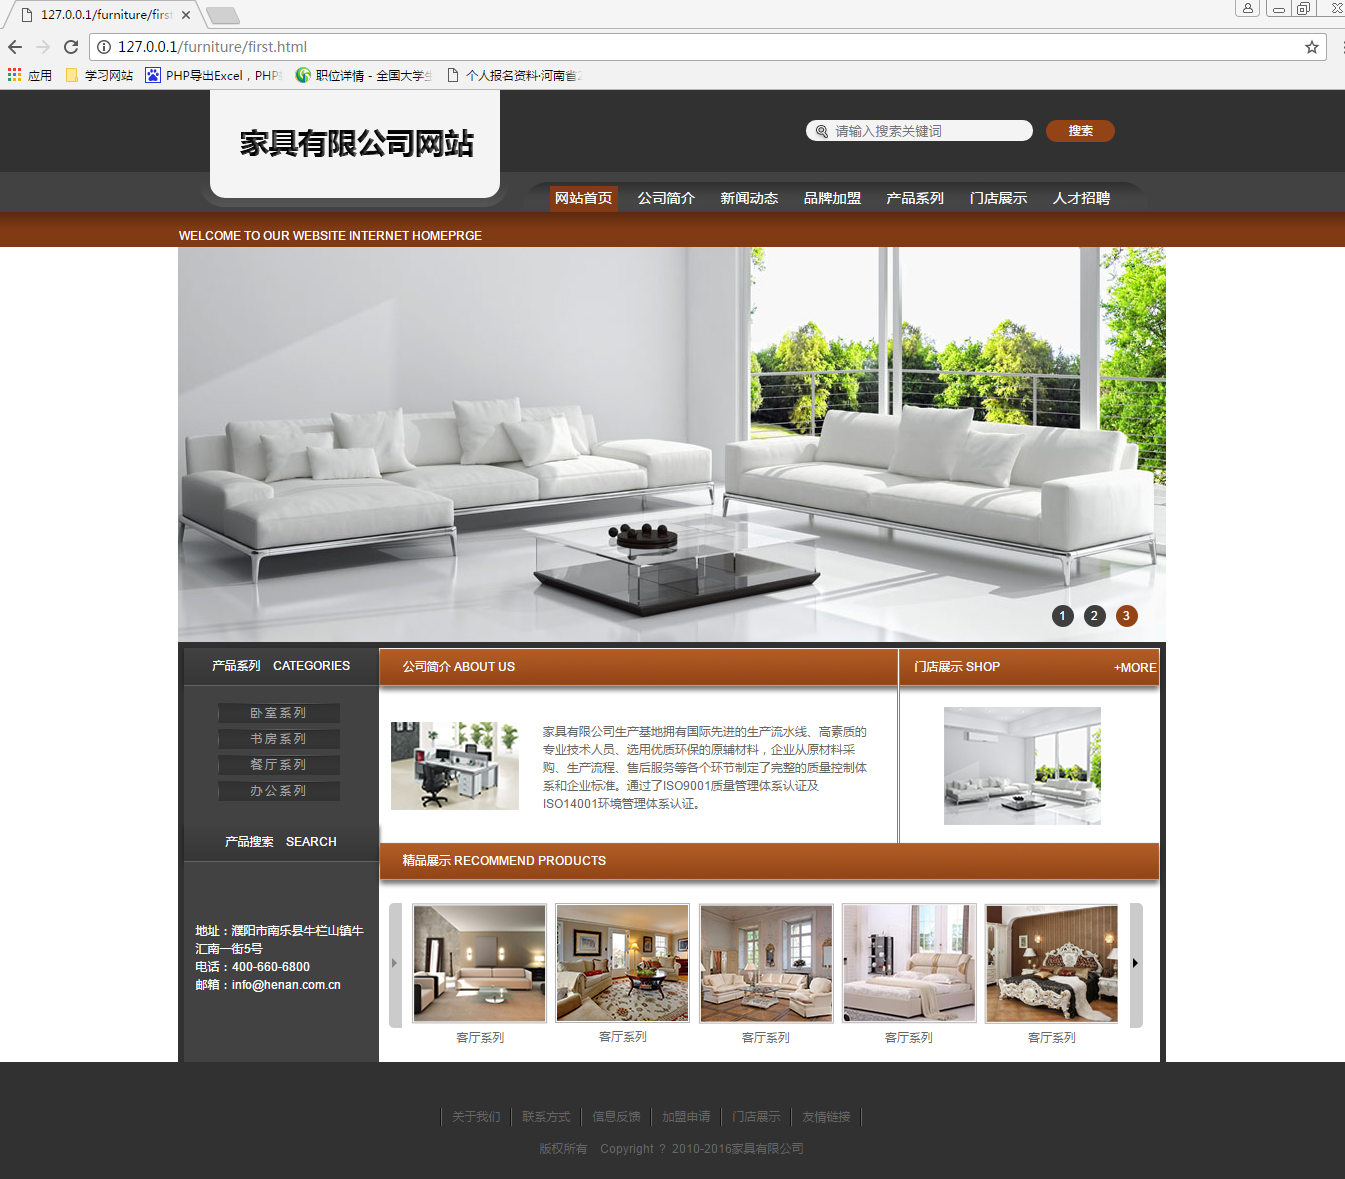 127.0.0.1/furniture/first
127.0.0.1/furniture/first.html
应用 学习网站 PHP导出Excel，PHP 职位详情 - 全国大学生 个人报名资料·河南省
家具有限公司网站
请输入搜索关键词 搜索
网站首页 公司简介 新闻动态 品牌加盟 产品系列 门店展示 人才招聘
WELCOME TO OUR WEBSITE INTERNET HOMEPRGE
1 2 3
产品系列 CATEGORIES
卧室系列
书房系列
餐厅系列
办公系列
产品搜索 SEARCH
地址：濮阳市南乐县牛栏山镇牛
汇南一街5号
电话：400-660-6800
邮箱：info@henan.com.cn
公司简介 ABOUT US
家具有限公司生产基地拥有国际先进的生产流水线、高素质的
专业技术人员、选用优质环保的原辅材料，企业从原材料采
购、生产流程、售后服务等各个环节制定了完整的质量控制体
系和企业标准。通过了ISO9001质量管理体系认证及
ISO14001环境管理体系认证。
门店展示 SHOP +MORE
精品展示 RECOMMEND PRODUCTS
客厅系列 客厅系列 客厅系列 客厅系列 客厅系列
关于我们 联系方式 信息反馈 加盟申请 门店展示 友情链接
版权所有 Copyright ? 2010-2016家具有限公司